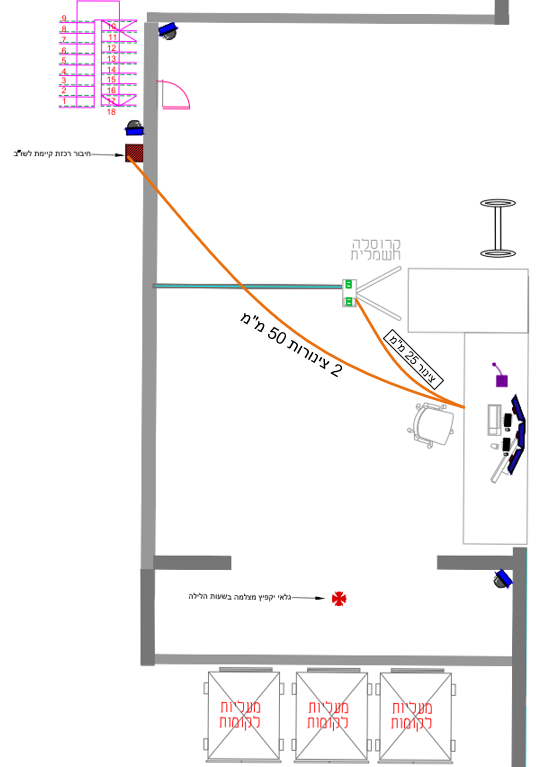 9
8
7
6
5
4
3
2
1
10
11
12
13
14
15
16
17
18
חיבור רכזת קיימת לשו"ב
קרוסלה
חשמלית
2 צינורות 50 מ"מ
צינור 25 מ"מ
גלאי יקפיץ מצלמה בשעות הלילה
מעליות
לקומות
מעליות
לקומות
מעליות
לקומות